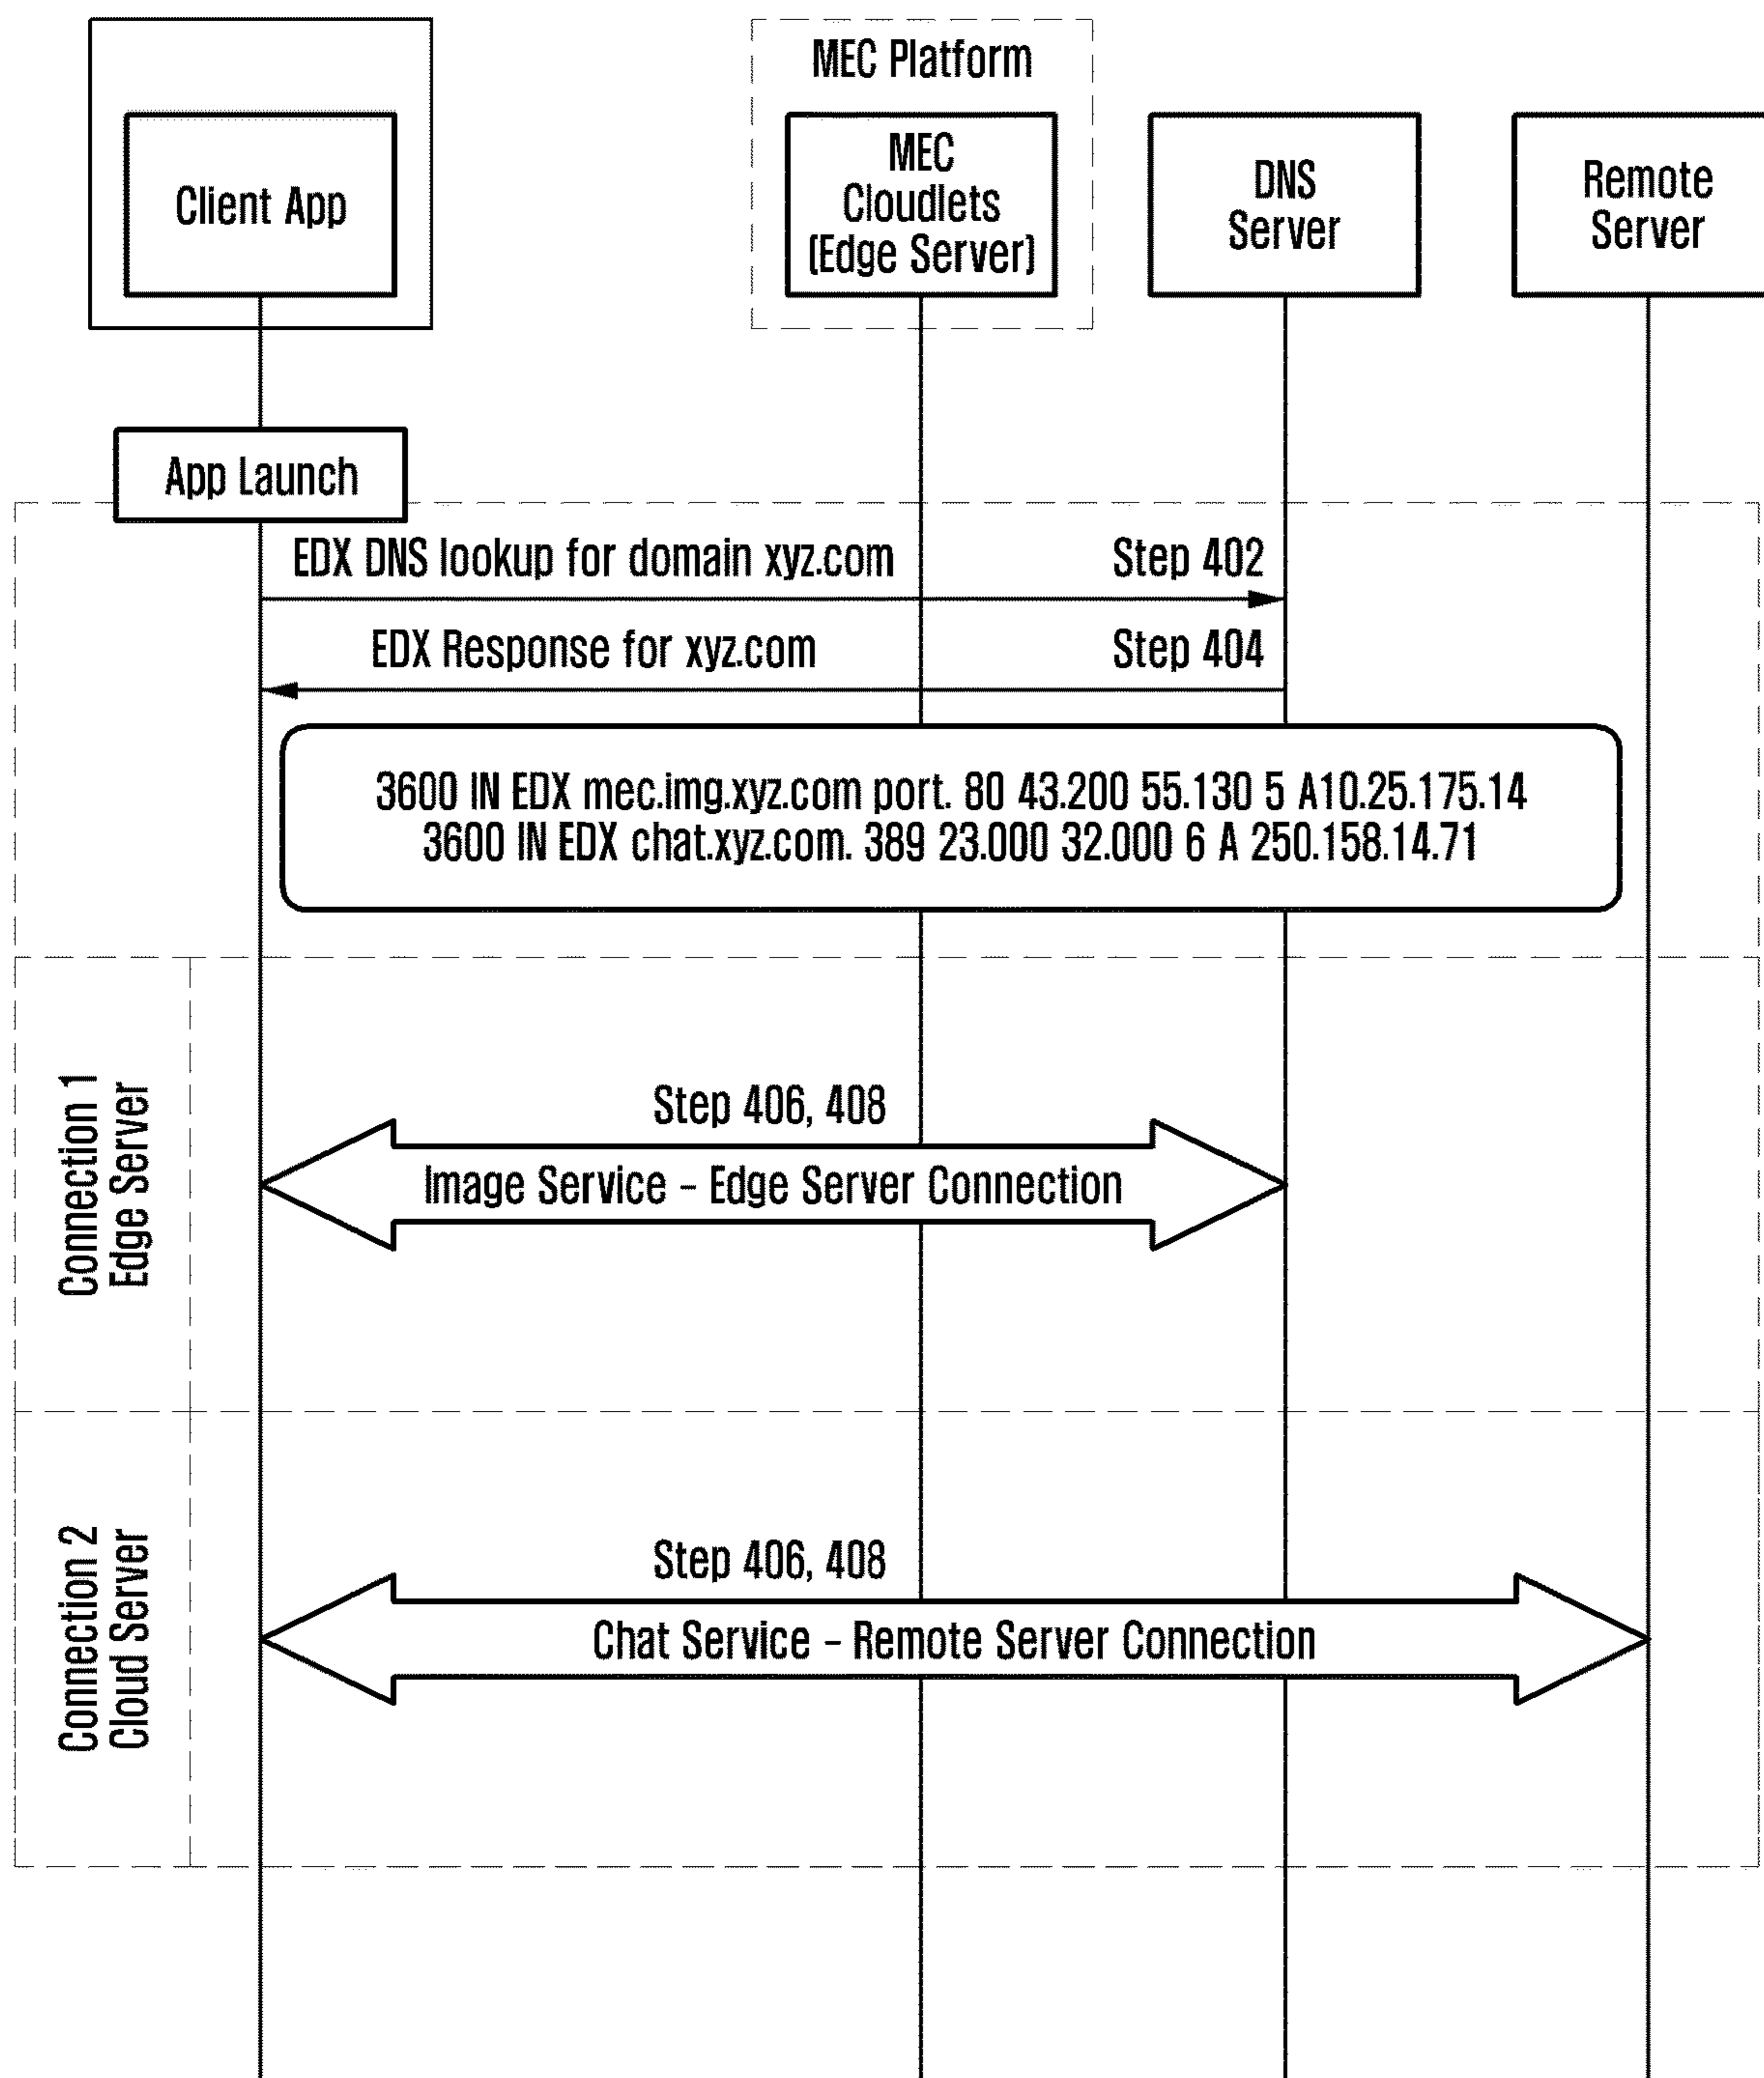 MEC Platform
Client App
MEC
Cloudlets
(Edge Server)
DNS
Server
Remote
Server
App Launch
EDX DNS lookup for domain xyz.com
Step 402
EDX Response for xyz.com
Step 404
3600 IN EDX mec.img.xyz.com port. 80 43.200 55.130 5 A10.25.175.14
3600 IN EDX chat.xyz.com. 389 23.000 32.000 6 A 250.158.14.71
Connection 1
Edge Server
Step 406, 408
Image Service - Edge Server Connection
Connection 2
Cloud Server
Step 406, 408
Chat Service - Remote Server Connection